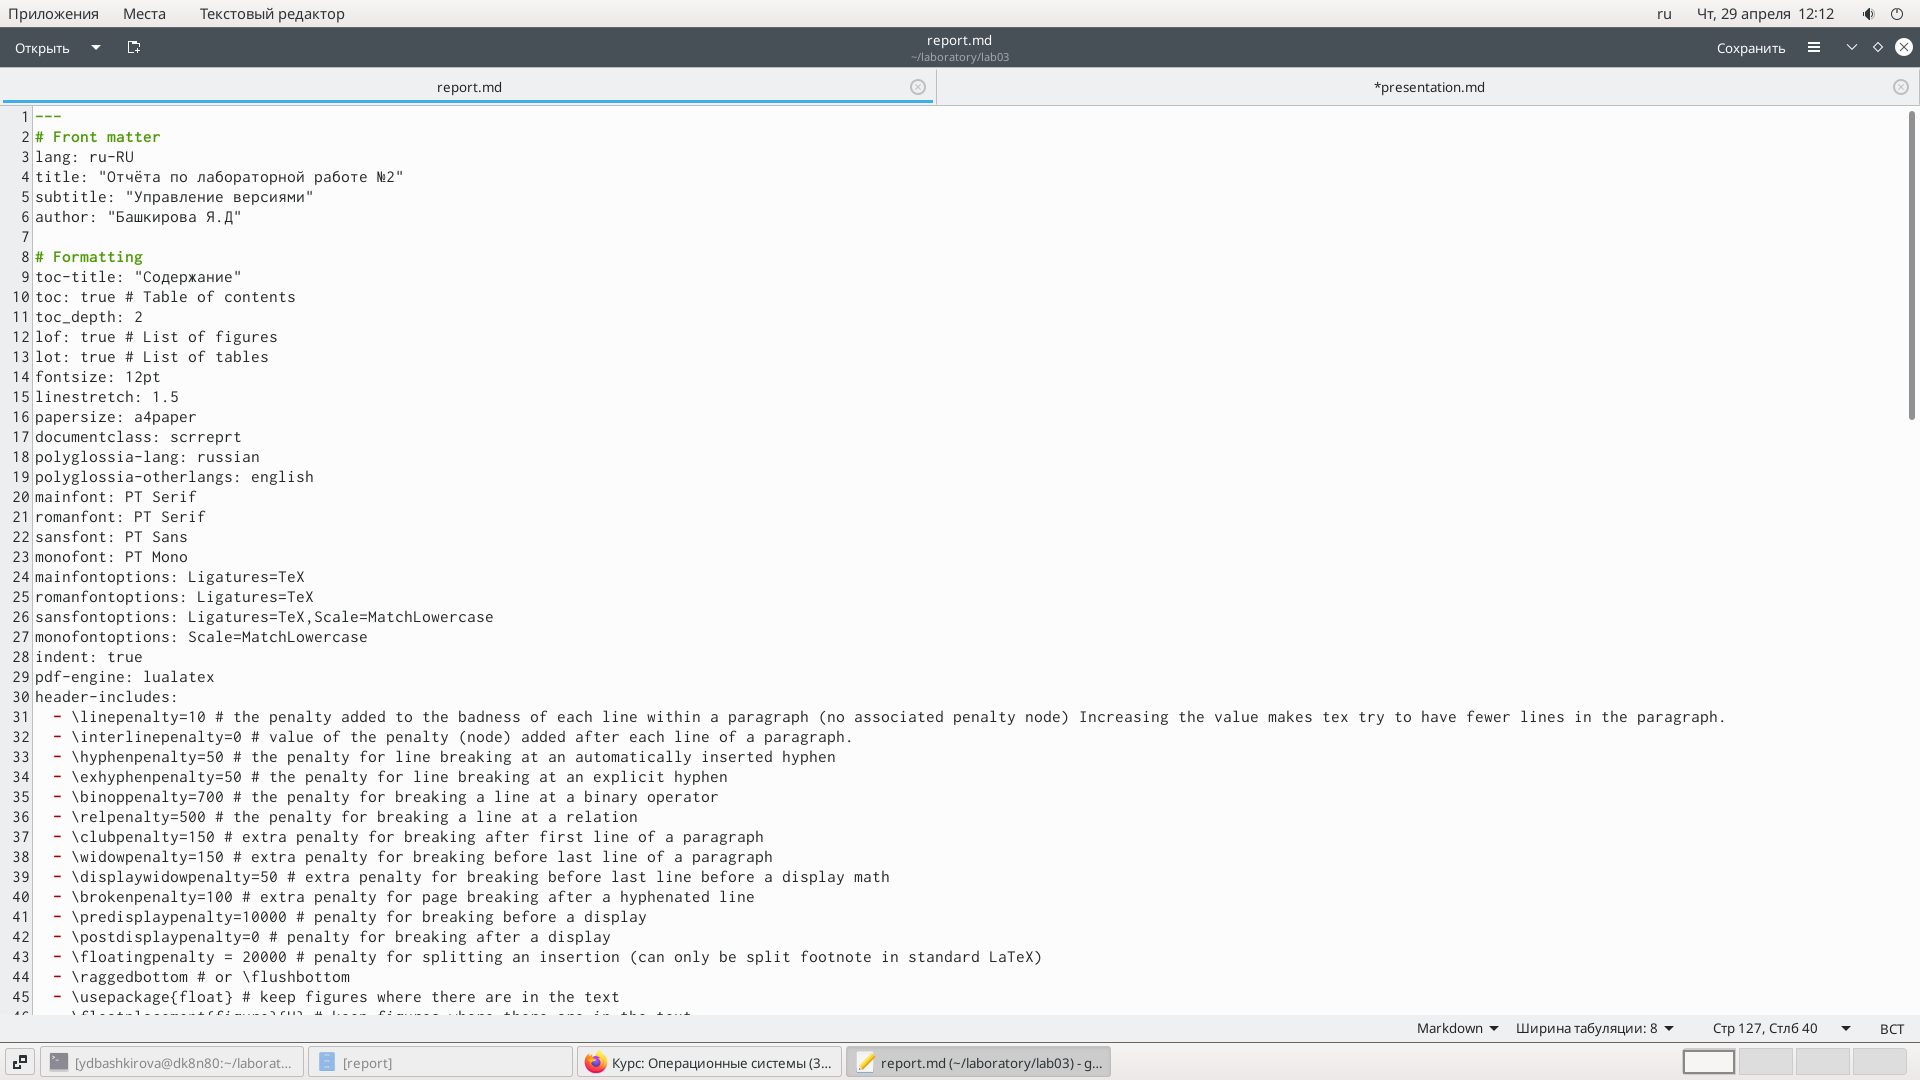 Приложения Места Текстовый редактор ru Чт, 29 апреля 12:12
Открыть report.md Сохранить
~/laboratory/lab03
report.md *presentation.md
1 ---
2 # Front matter
3 lang: ru-RU
4 title: "Отчёта по лабораторной работе №2"
5 subtitle: "Управление версиями"
6 author: "Башкирова Я.Д"
7
8 # Formatting
9 toc-title: "Содержание"
10 toc: true # Table of contents
11 toc_depth: 2
12 lof: true # List of figures
13 lot: true # List of tables
14 fontsize: 12pt
15 linestretch: 1.5
16 papersize: a4paper
17 documentclass: scrreprt
18 polyglossia-lang: russian
19 polyglossia-otherlangs: english
20 mainfont: PT Serif
21 romanfont: PT Serif
22 sansfont: PT Sans
23 monofont: PT Mono
24 mainfontoptions: Ligatures=TeX
25 romanfontoptions: Ligatures=TeX
26 sansfontoptions: Ligatures=TeX,Scale=MatchLowercase
27 monofontoptions: Scale=MatchLowercase
28 indent: true
29 pdf-engine: lualatex
30 header-includes:
31 - \linepenalty=10 # the penalty added to the badness of each line within a paragraph (no associated penalty node) Increasing the value makes tex try to have fewer lines in the paragraph.
32 - \interlinepenalty=0 # value of the penalty (node) added after each line of a paragraph.
33 - \hyphenpenalty=50 # the penalty for line breaking at an automatically inserted hyphen
34 - \exhyphenpenalty=50 # the penalty for line breaking at an explicit hyphen
35 - \binoppenalty=700 # the penalty for breaking a line at a binary operator
36 - \relpenalty=500 # the penalty for breaking a line at a relation
37 - \clubpenalty=150 # extra penalty for breaking after first line of a paragraph
38 - \widowpenalty=150 # extra penalty for breaking before last line of a paragraph
39 - \displaywidowpenalty=50 # extra penalty for breaking before last line before a display math
40 - \brokenpenalty=100 # extra penalty for page breaking after a hyphenated line
41 - \predisplaypenalty=10000 # penalty for breaking before a display
42 - \postdisplaypenalty=0 # penalty for breaking after a display
43 - \floatingpenalty = 20000 # penalty for splitting an insertion (can only be split footnote in standard LaTeX)
44 - \raggedbottom # or \flushbottom
45 - \usepackage{float} # keep figures where there are in the text
46 - \floatplacement{figure}{H} # keep figures where there are in the text
Markdown Ширина табуляции: 8 Стр 127, Стлб 40 ВСТ
[ydbashkirova@dk8n80:~/laborat... [report] Курс: Операционные системы (3... report.md (~/laboratory/lab03) - g...